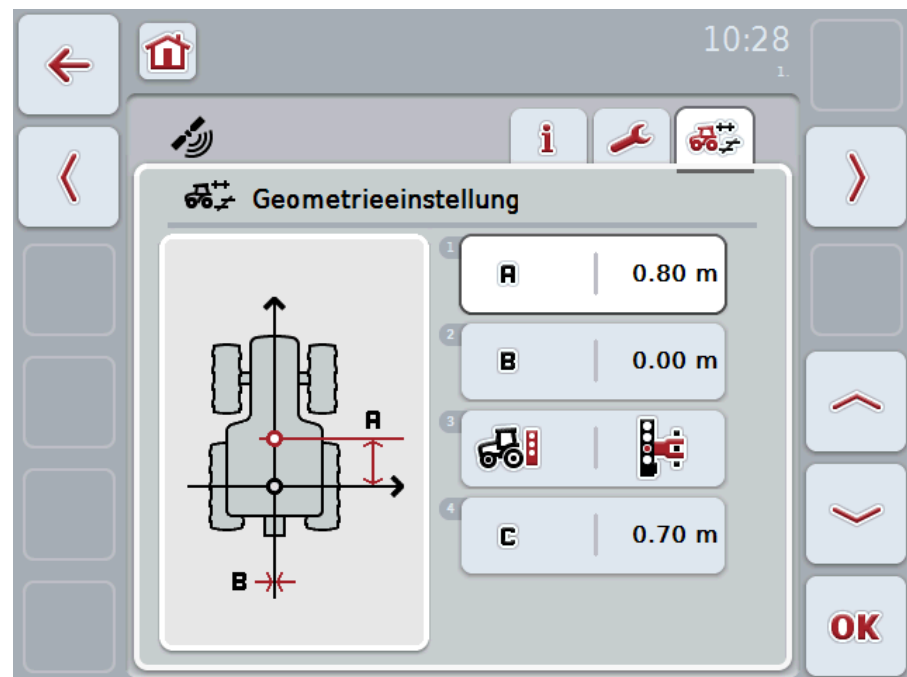 10:28
1.
i
Geometrieeinstellung
1
A | 0.80 m
2
B | 0.00 m
3
4
C | 0.70 m
A
B
OK